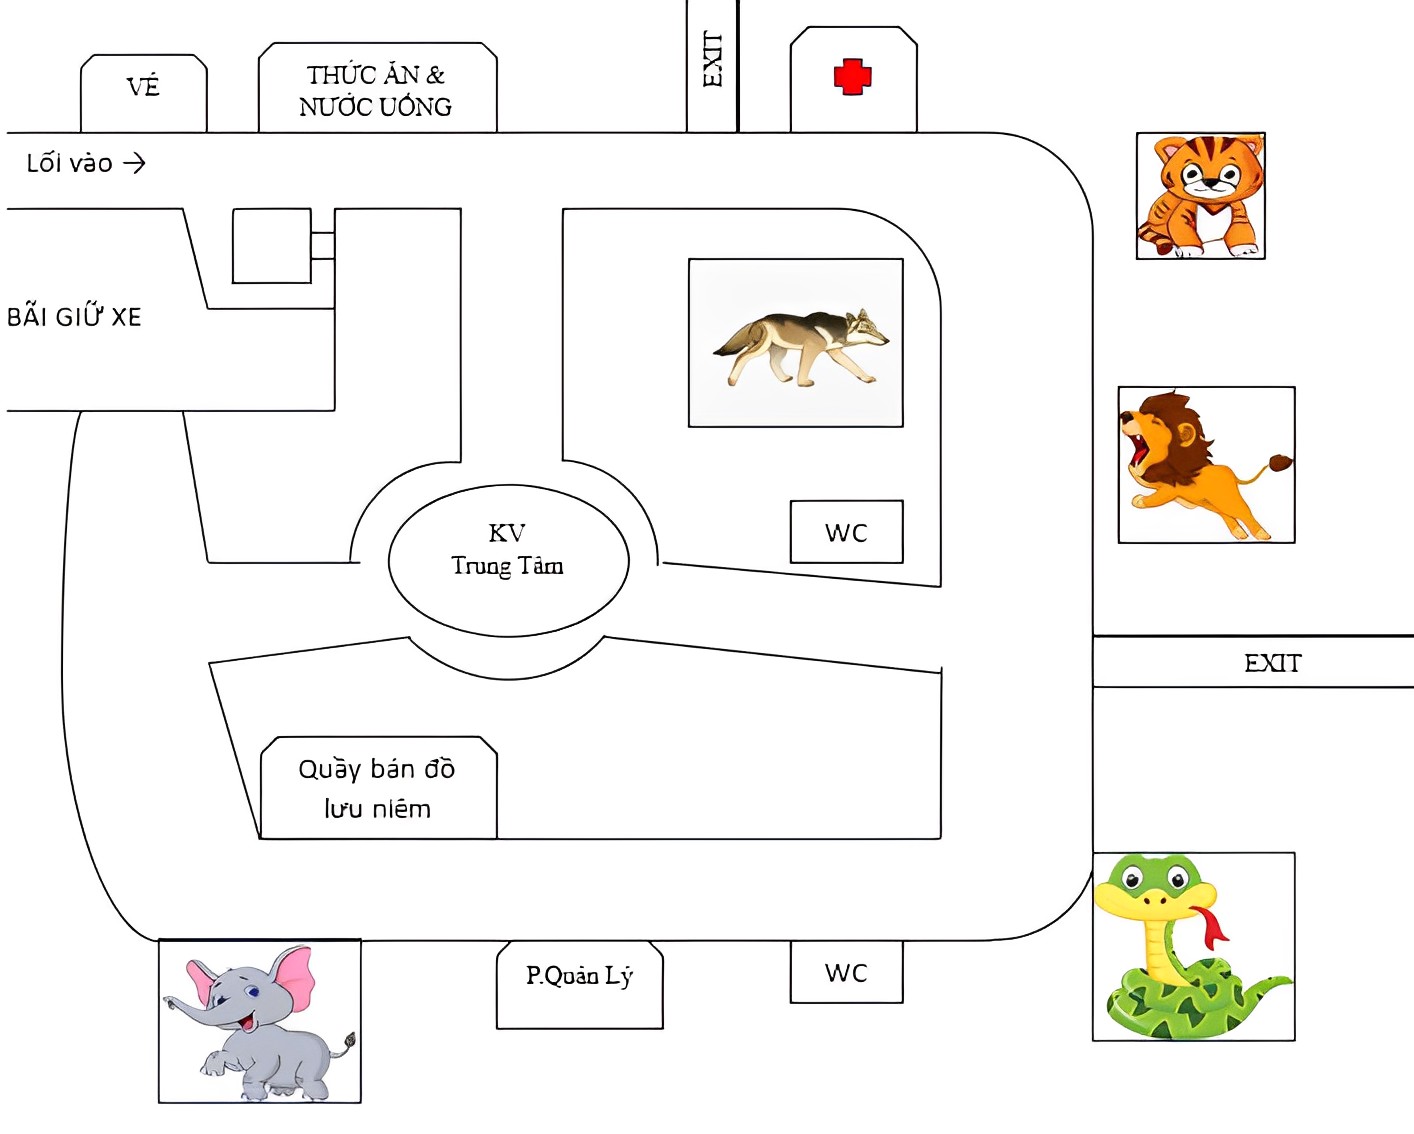 VÉ
THỨC ĂN &
NƯỚC UỐNG
EXIT
Lối vào →
BÃI GIỮ XE
KV
Trung Tâm
WC
EXIT
Quầy bán đồ
lưu niêm
P.Quản Lý
WC